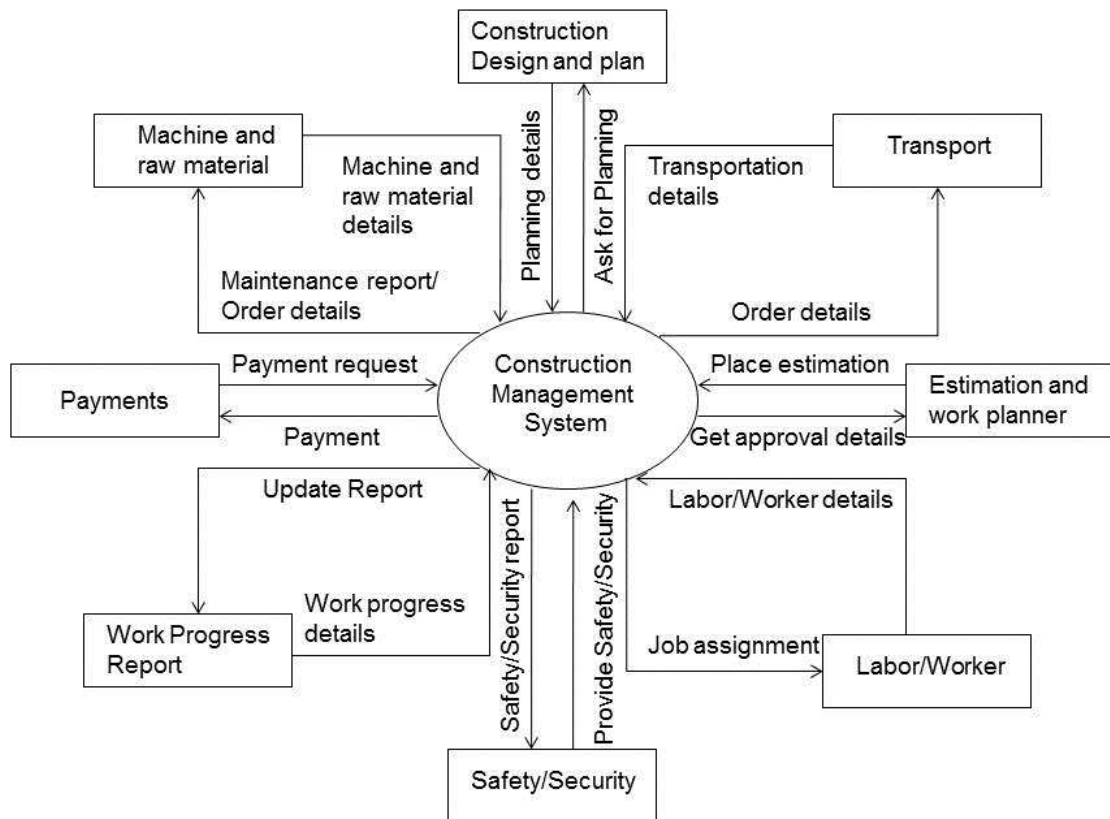 Construction
Design and plan
Machine and
raw material
Transport
Planning details
Ask for Planning
Machine and
raw material
details
Transportation
details
Maintenance report/
Order details
Order details
Payments
Payment request
Payment
Construction
Management
System
Place estimation
Get approval details
Estimation and
work planner
Update Report
Labor/Worker details
Work progress
details
Work Progress
Report
Safety/Security report
Provide Safety/Security
Job assignment
Labor/Worker
Safety/Security